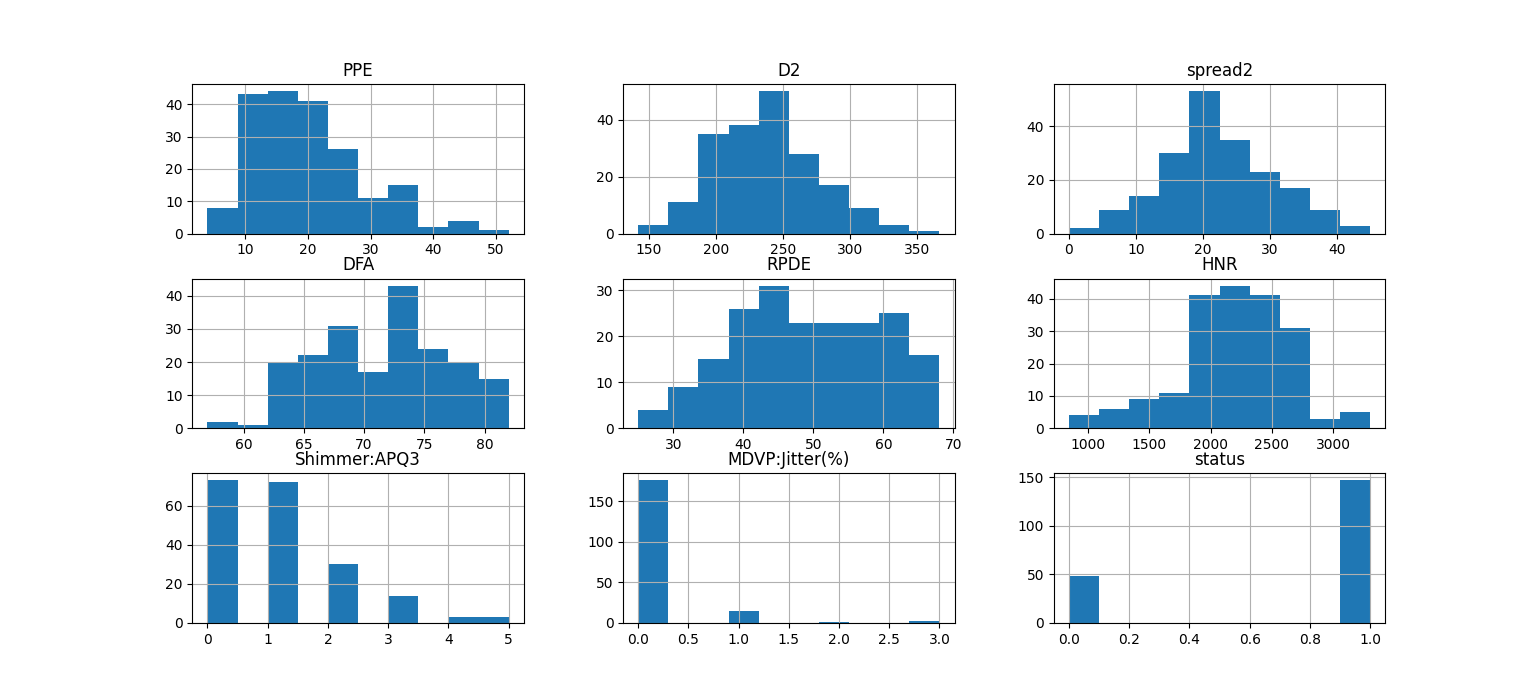 PPE
D2
spread2
40
30
20
10
0
10 20 30 40 50
40
20
0
150 200 250 300 350
40
20
0
0 10 20 30 40
DFA
RPDE
HNR
40
30
20
10
0
60 65 70 75 80
30
20
10
0
30 40 50 60 70
40
30
20
10
0
1000 1500 2000 2500 3000
Shimmer:APQ3
MDVP:Jitter(%)
status
60
40
20
0
0 1 2 3 4 5
150
100
50
0
0.0 0.5 1.0 1.5 2.0 2.5 3.0
150
100
50
0
0.0 0.2 0.4 0.6 0.8 1.0